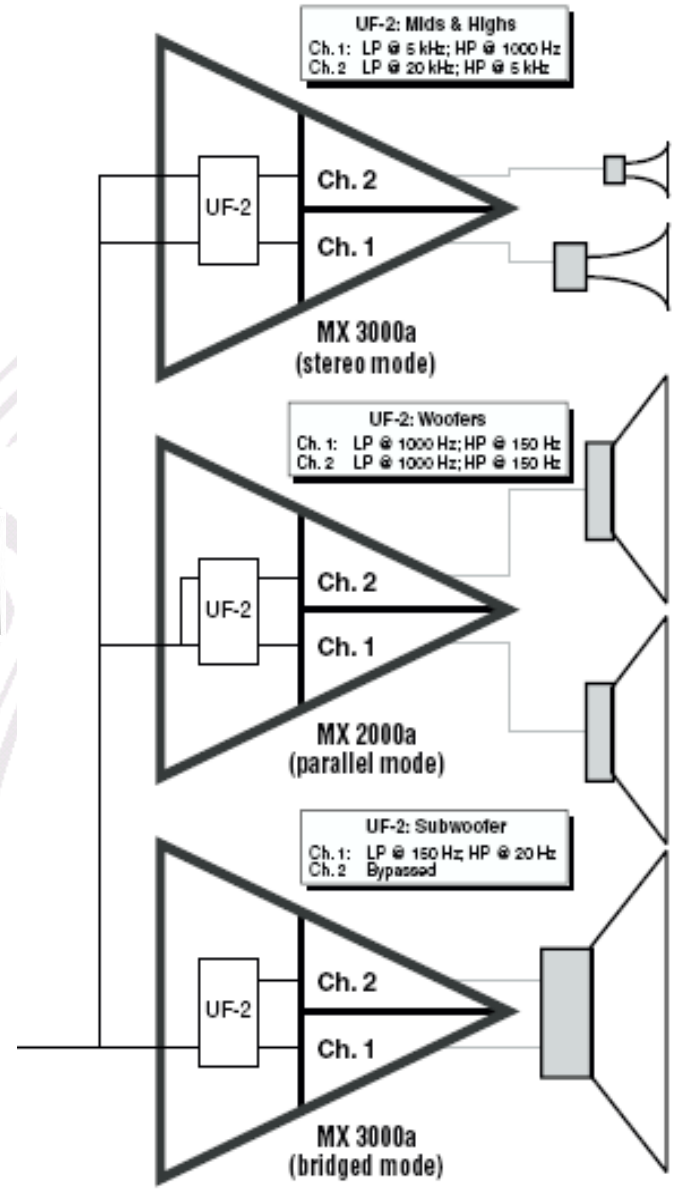 UF-2: Mids & Highs
Ch. 1: LP @ 5 kHz; HP @ 1000 Hz
Ch. 2 LP @ 20 kHz; HP @ 5 kHz
UF-2
Ch. 2
Ch. 1
MX 3000a
(stereo mode)
UF-2: Woofers
Ch. 1: LP @ 1000 Hz; HP @ 150 Hz
Ch. 2 LP @ 1000 Hz; HP @ 150 Hz
UF-2
Ch. 2
Ch. 1
MX 2000a
(parallel mode)
UF-2: Subwoofer
Ch. 1: LP @ 150 Hz; HP @ 20 Hz
Ch. 2 Bypassed
UF-2
Ch. 2
Ch. 1
MX 3000a
(bridged mode)